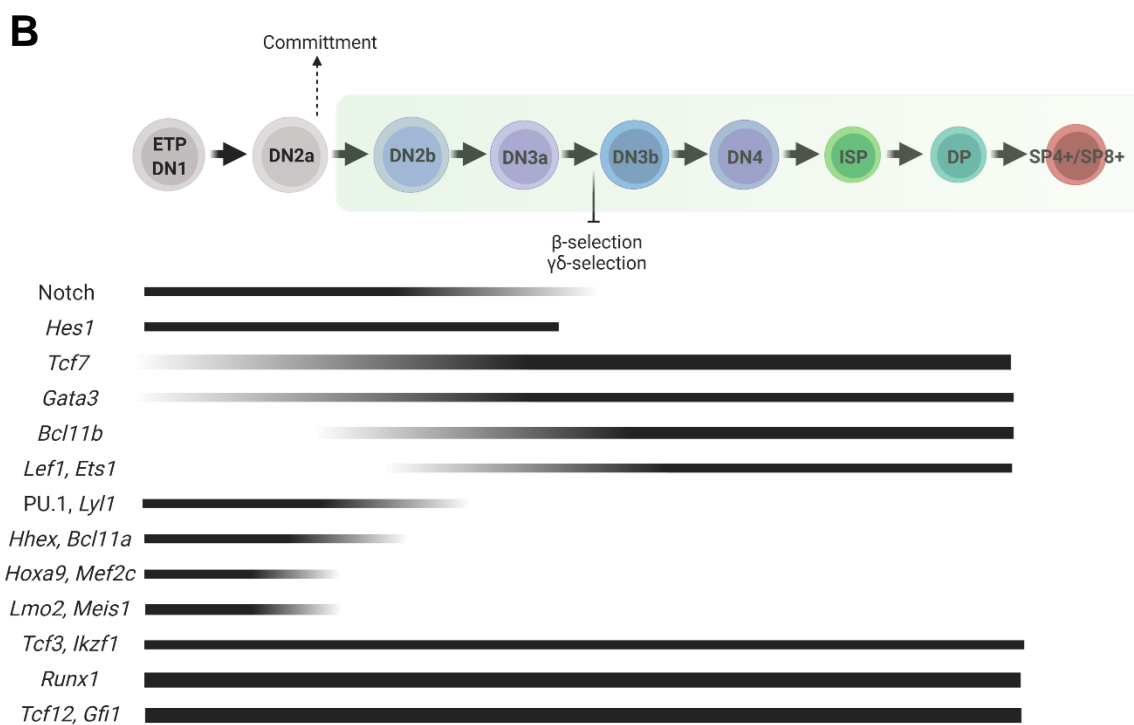 B
Committment
ETP
DN1
DN2a
DN2b
DN3a
DN3b
DN4
ISP
DP
SP4+/SP8+
β-selection
γδ-selection
Notch
Hes1
Tcf7
Gata3
Bcl11b
Lef1, Ets1
PU.1, Lyl1
Hhex, Bcl11a
Hoxa9, Mef2c
Lmo2, Meis1
Tcf3, Ikzf1
Runx1
Tcf12, Gfi1